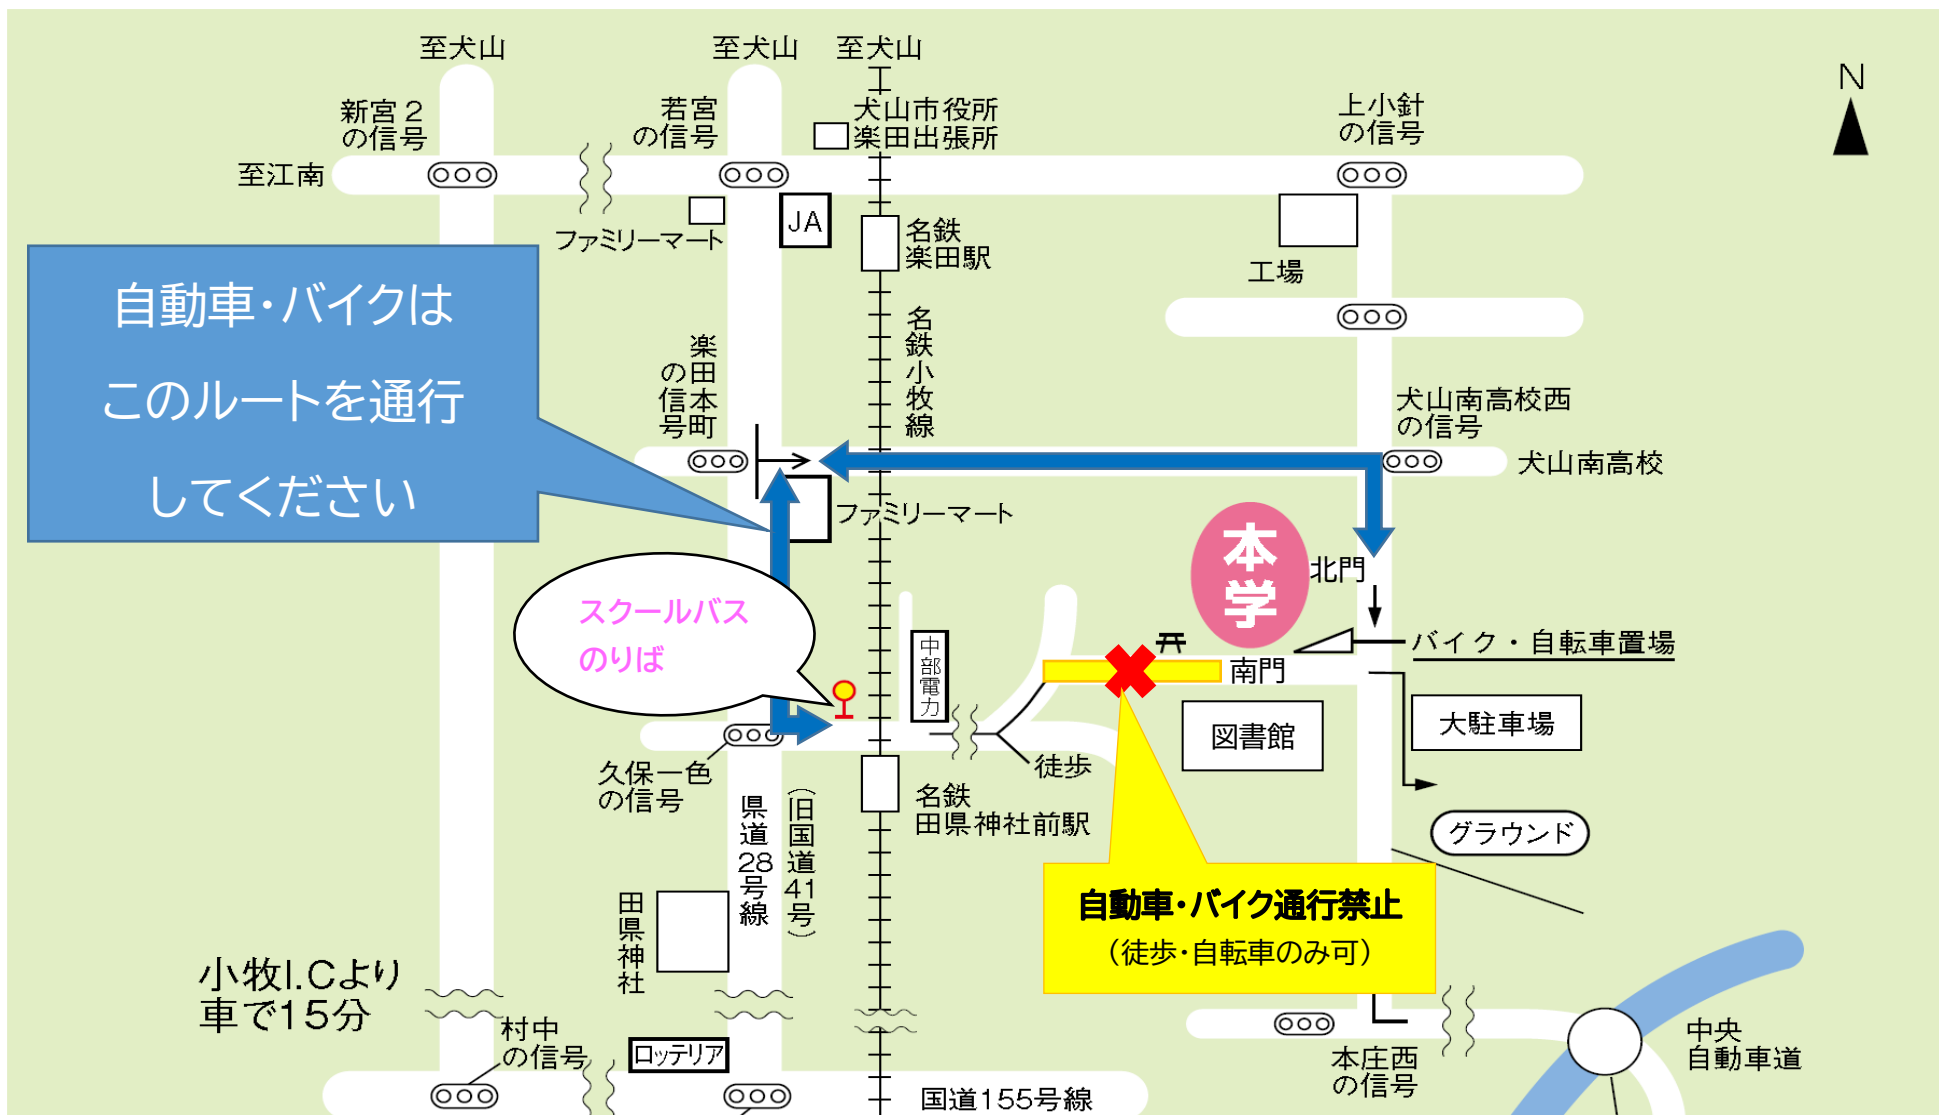 至犬山
至犬山
至犬山
N
新宮2
の信号
若宮
の信号
犬山市役所
楽田出張所
上小針
の信号
至江南
JA
ファミリーマート
名鉄
楽田駅
工場
自動車・バイクは
このルートを通行
してください
楽田本町
の信号
名鉄小牧線
犬山南高校西
の信号
犬山南高校
ファミリーマート
本学
北門
スクールバス
のりば
中部電力
バイク・自転車置場
南門
図書館
大駐車場
徒歩
久保一色
の信号
名鉄
田県神社前駅
県道28号線
(旧国道41号)
グラウンド
自動車・バイク通行禁止
(徒歩・自転車のみ可)
田県神社
小牧I.Cより
車で15分
村中
の信号
ロッテリア
本庄西
の信号
中央
自動車道
国道155号線